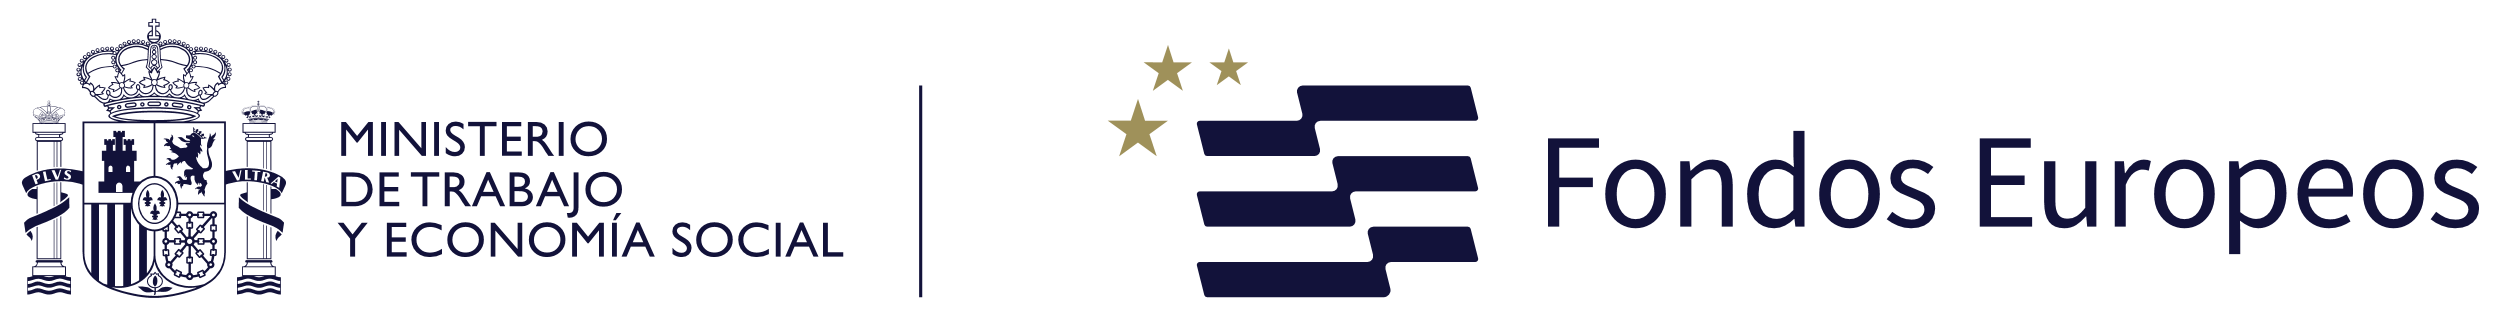 PLVS
VLTRA
MINISTERIO
DE TRABAJO
Y ECONOMÍA SOCIAL
Fondos Europeos